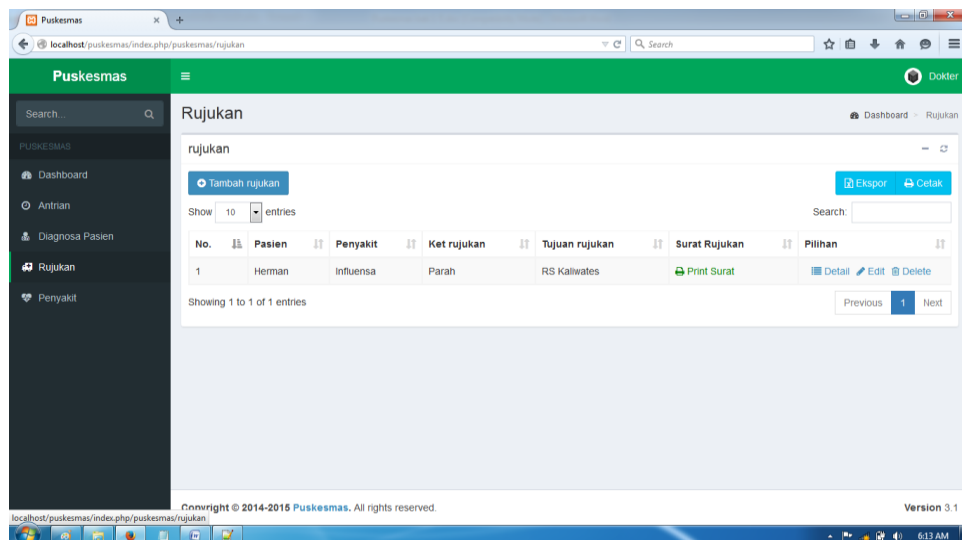 Puskesmas
localhost/puskesmas/index.php/puskesmas/rujukan
Search
Puskesmas
Dokter
Search...
Rujukan
Dashboard > Rujukan
PUSKESMAS
rujukan
Dashboard
Tambah rujukan
Ekspor
Cetak
Antrian
Show 10 entries
Search:
Diagnosa Pasien
No. Pasien Penyakit Ket rujukan Tujuan rujukan Surat Rujukan Pilihan
Rujukan
1 Herman Influensa Parah RS Kaliwates Print Surat Detail Edit Delete
Penyakit
Showing 1 to 1 of 1 entries
Previous 1 Next
Copyright © 2014-2015 Puskesmas. All rights reserved.
Version 3.1
localhost/puskesmas/index.php/puskesmas/rujukan
6:13 AM